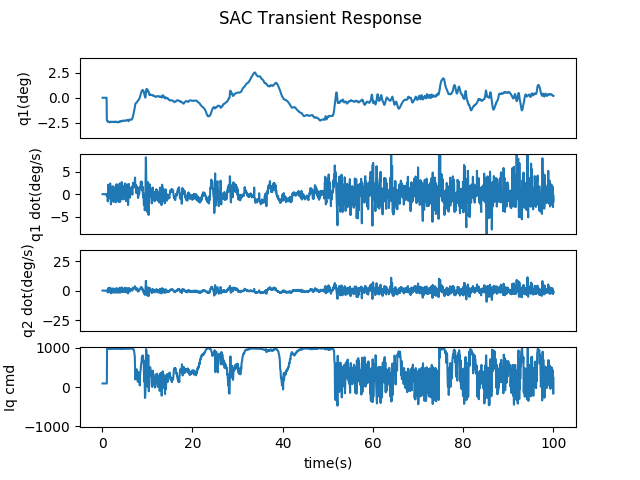 SAC Transient Response
q1(deg)
2.5
0.0
−2.5
q1 dot(deg/s)
5
0
−5
q2 dot(deg/s)
25
0
−25
Iq cmd
1000
0
−1000
0 20 40 60 80 100
time(s)